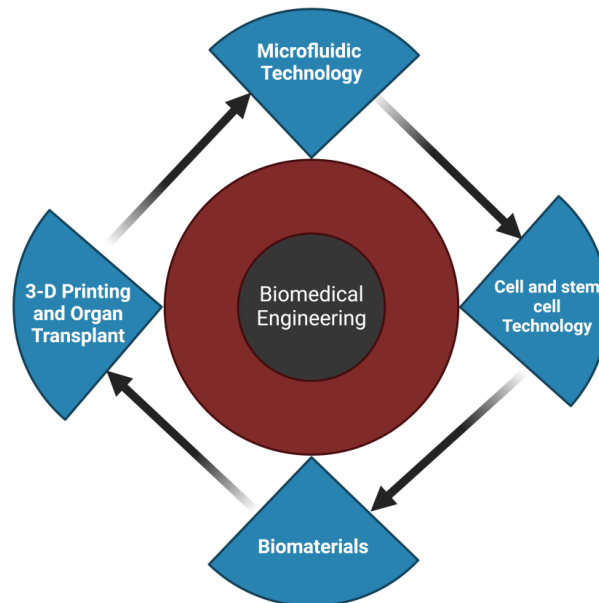 Microfluidic
Technology
3-D Printing
and Organ
Transplant
Biomedical
Engineering
Cell and stem
cell
Technology
Biomaterials